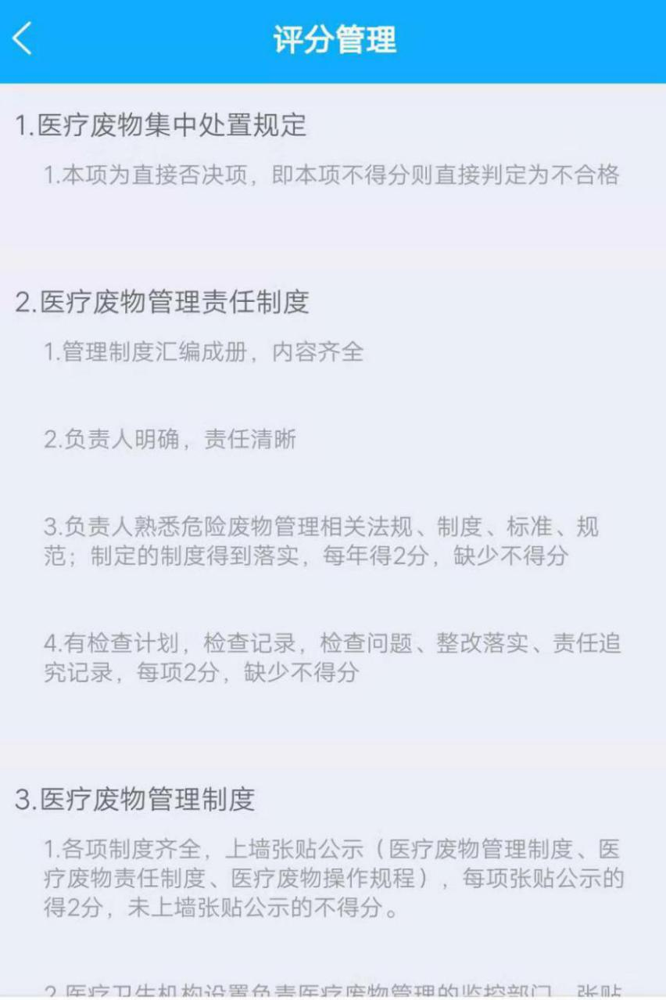 评分管理
1.医疗废物集中处置规定
1.本项为直接否决项，即本项不得分则直接判定为不合格
2.医疗废物管理责任制度
1.管理制度汇编成册，内容齐全
2.负责人明确，责任清晰
3.负责人熟悉危险废物管理相关法规、制度、标准、规
范；制定的制度得到落实，每年得2分，缺少不得分
4.有检查计划，检查记录，检查问题、整改落实、责任追
究记录，每项2分，缺少不得分
3.医疗废物管理制度
1.各项制度齐全，上墙张贴公示（医疗废物管理制度、医
疗废物责任制度、医疗废物操作规程），每项张贴公示的
得2分，未上墙张贴公示的不得分。
2.医疗卫生机构设置负责医疗废物管理的监控部门，张贴